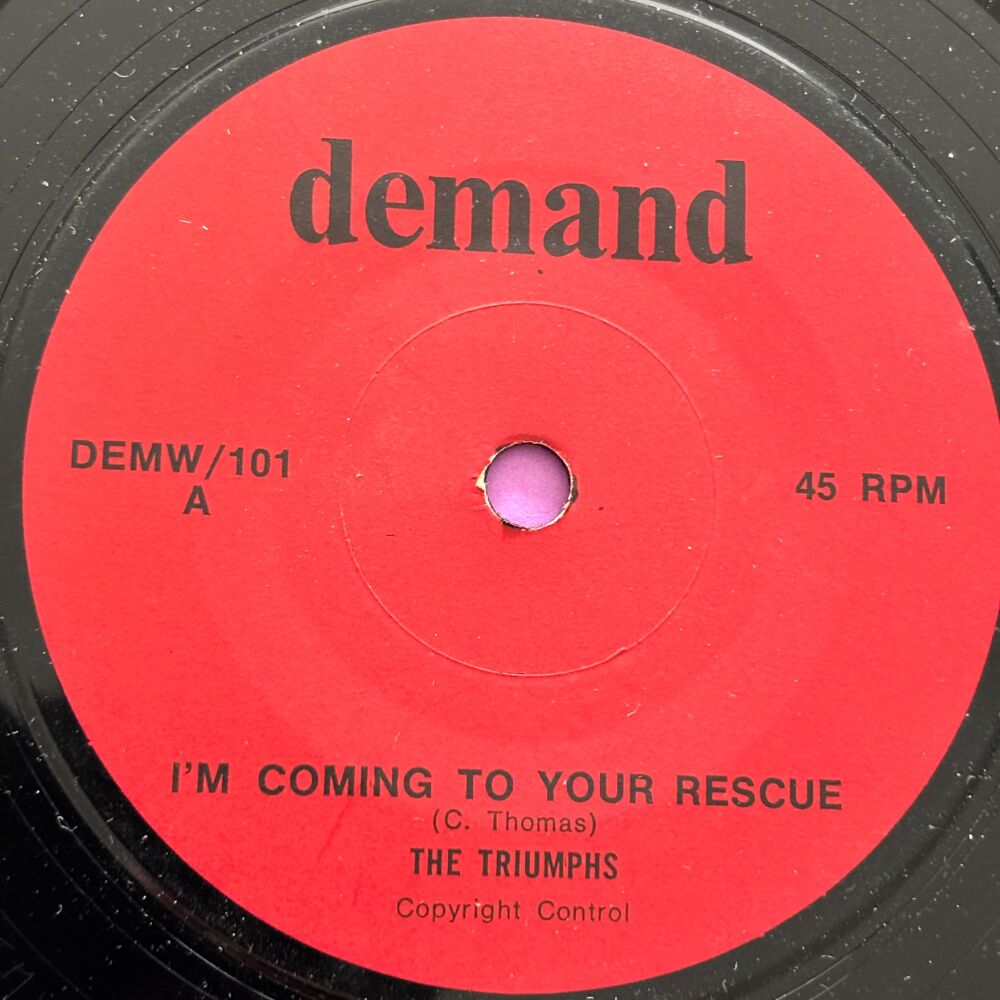 demand
DEMW/101
A
45 RPM
I'M COMING TO YOUR RESCUE
(C. Thomas)
THE TRIUMPHS
Copyright Control